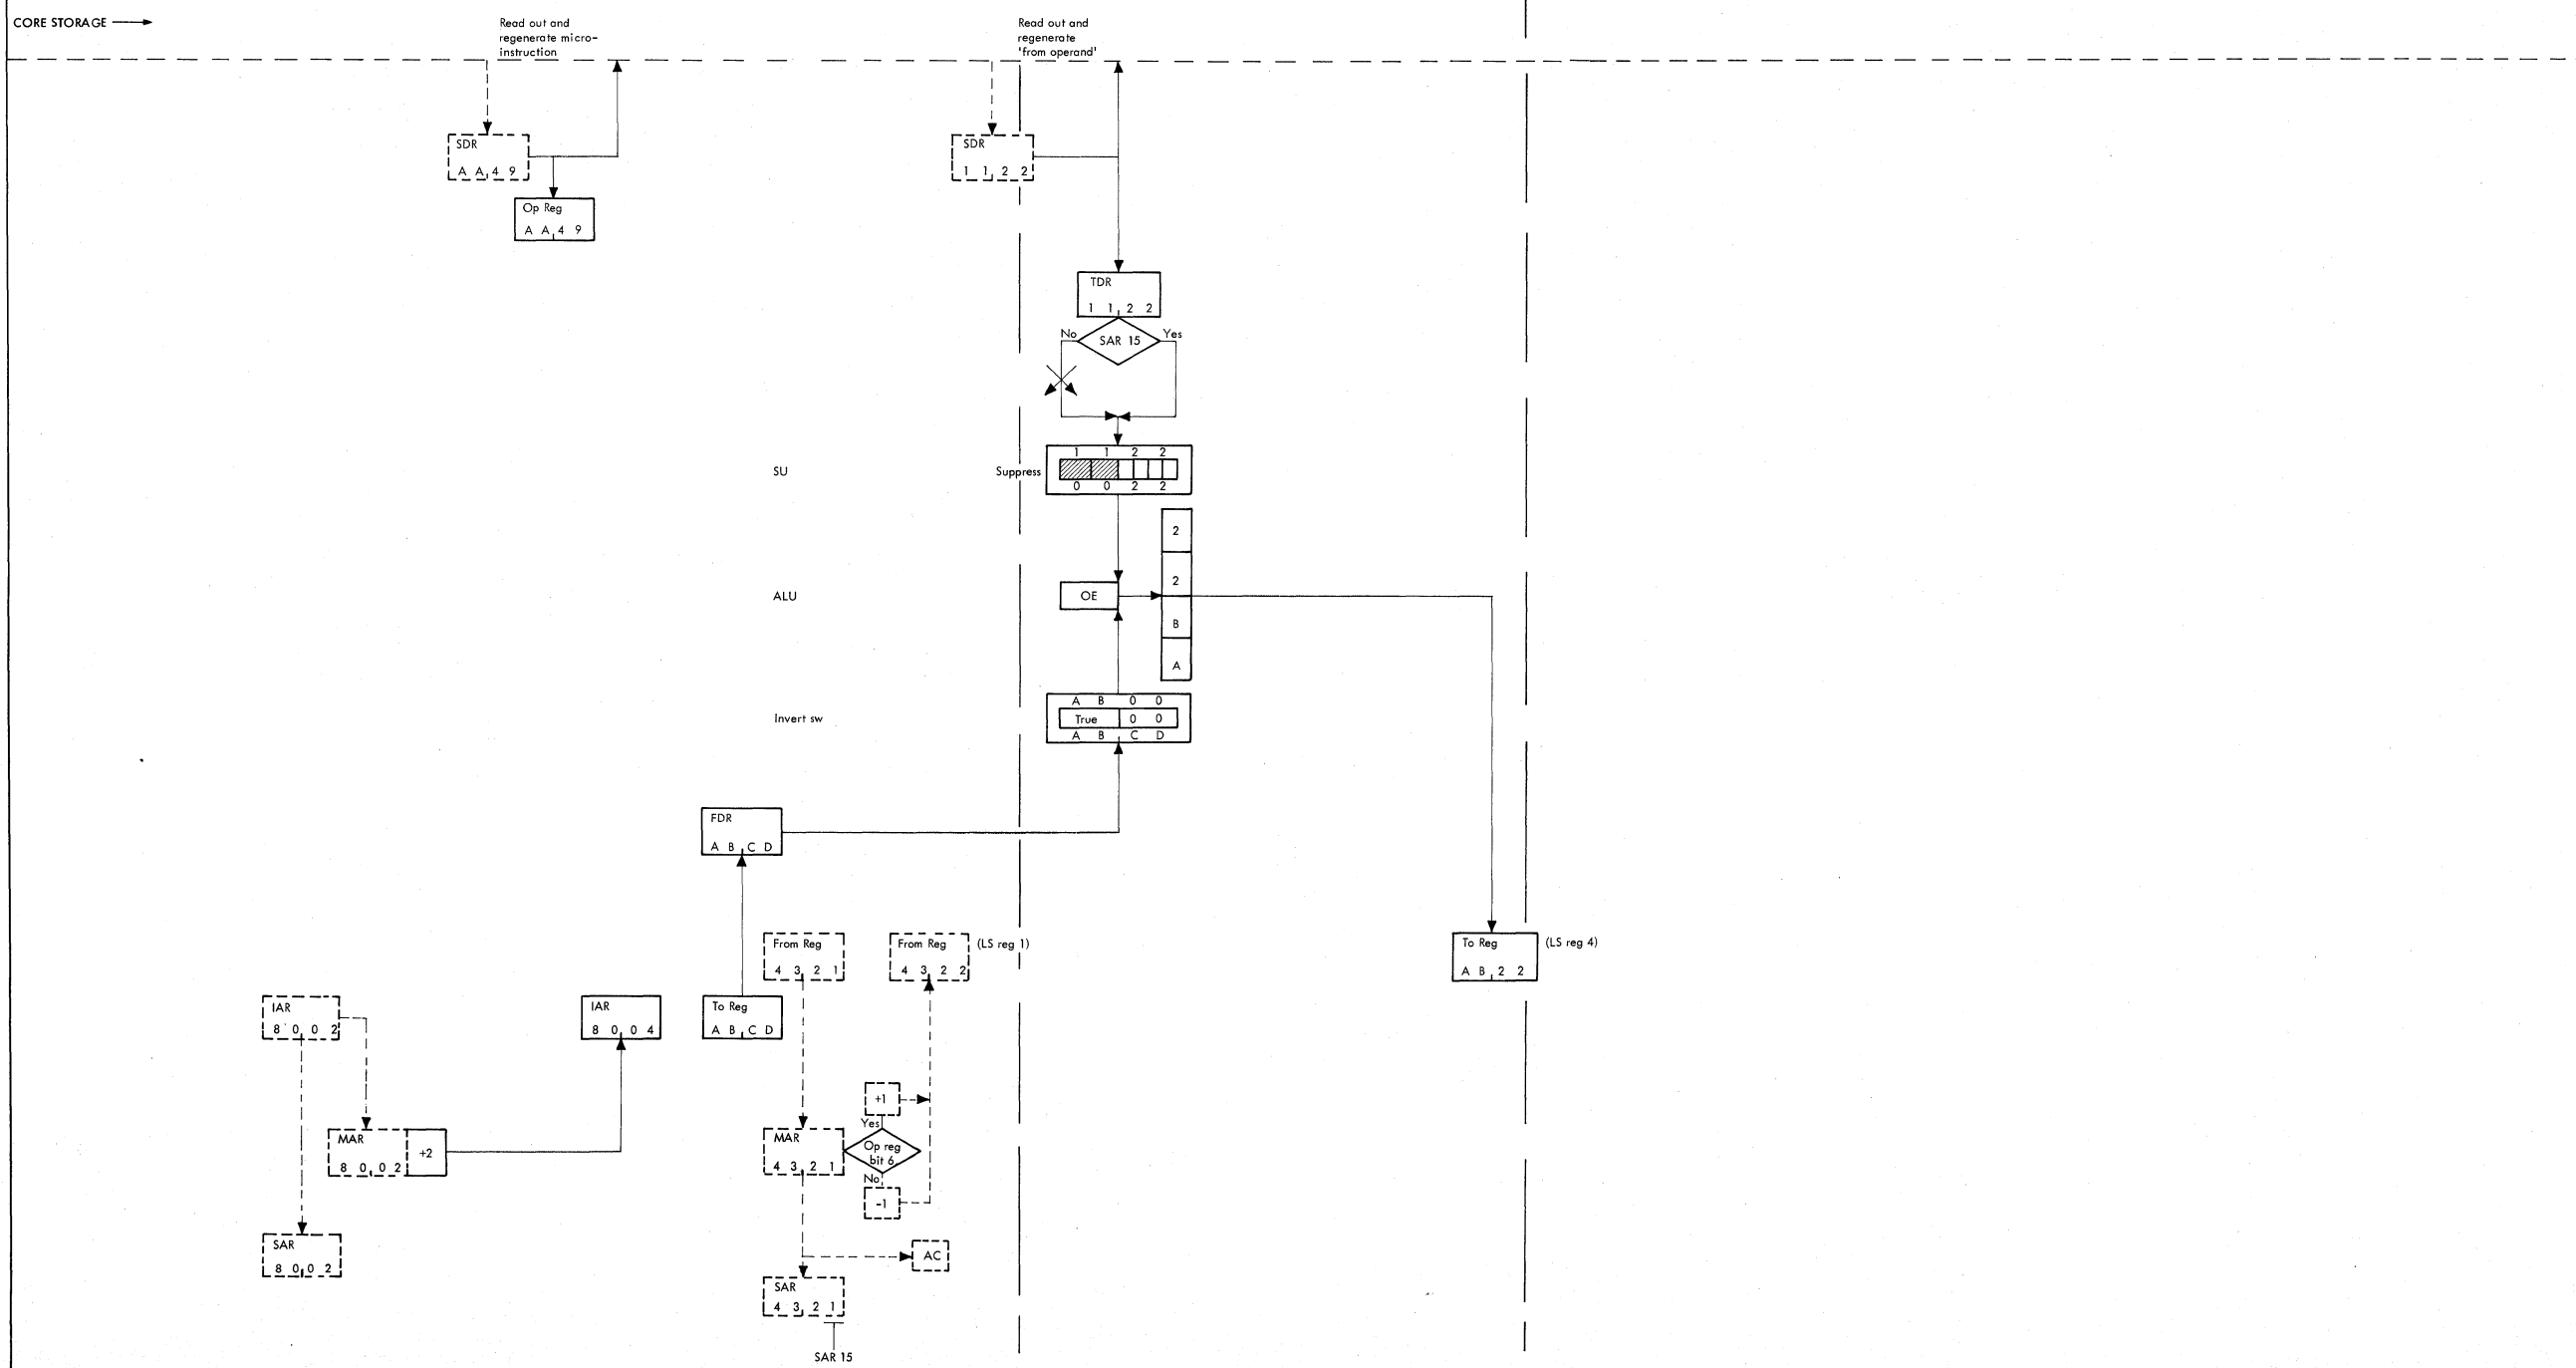 CORE STORAGE
Read out and
regenerate micro-
instruction
Read out and
regenerate
'from operand'
SDR
A A 4 9
Op Reg
A A 4 9
SDR
1 1 2 2
TDR
1 1 2 2
No
SAR 15
Yes
SU
Suppress
1 1 2 2
0 0 2 2
ALU
OE
2
2
B
A
Invert sw
A B 0 0
True 0 0
A B C D
FDR
A B C D
From Reg
4 3 2 1
From Reg
4 3 2 2
(LS reg 1)
To Reg
A B 2 2
(LS reg 4)
IAR
8 0 0 2
IAR
8 0 0 4
To Reg
A B C D
MAR
8 0 0 2
+2
+1
Yes
MAR
4 3 2 1
Op reg
bit 6
No
-1
SAR
8 0 0 2
AC
SAR
4 3 2 1
SAR 15